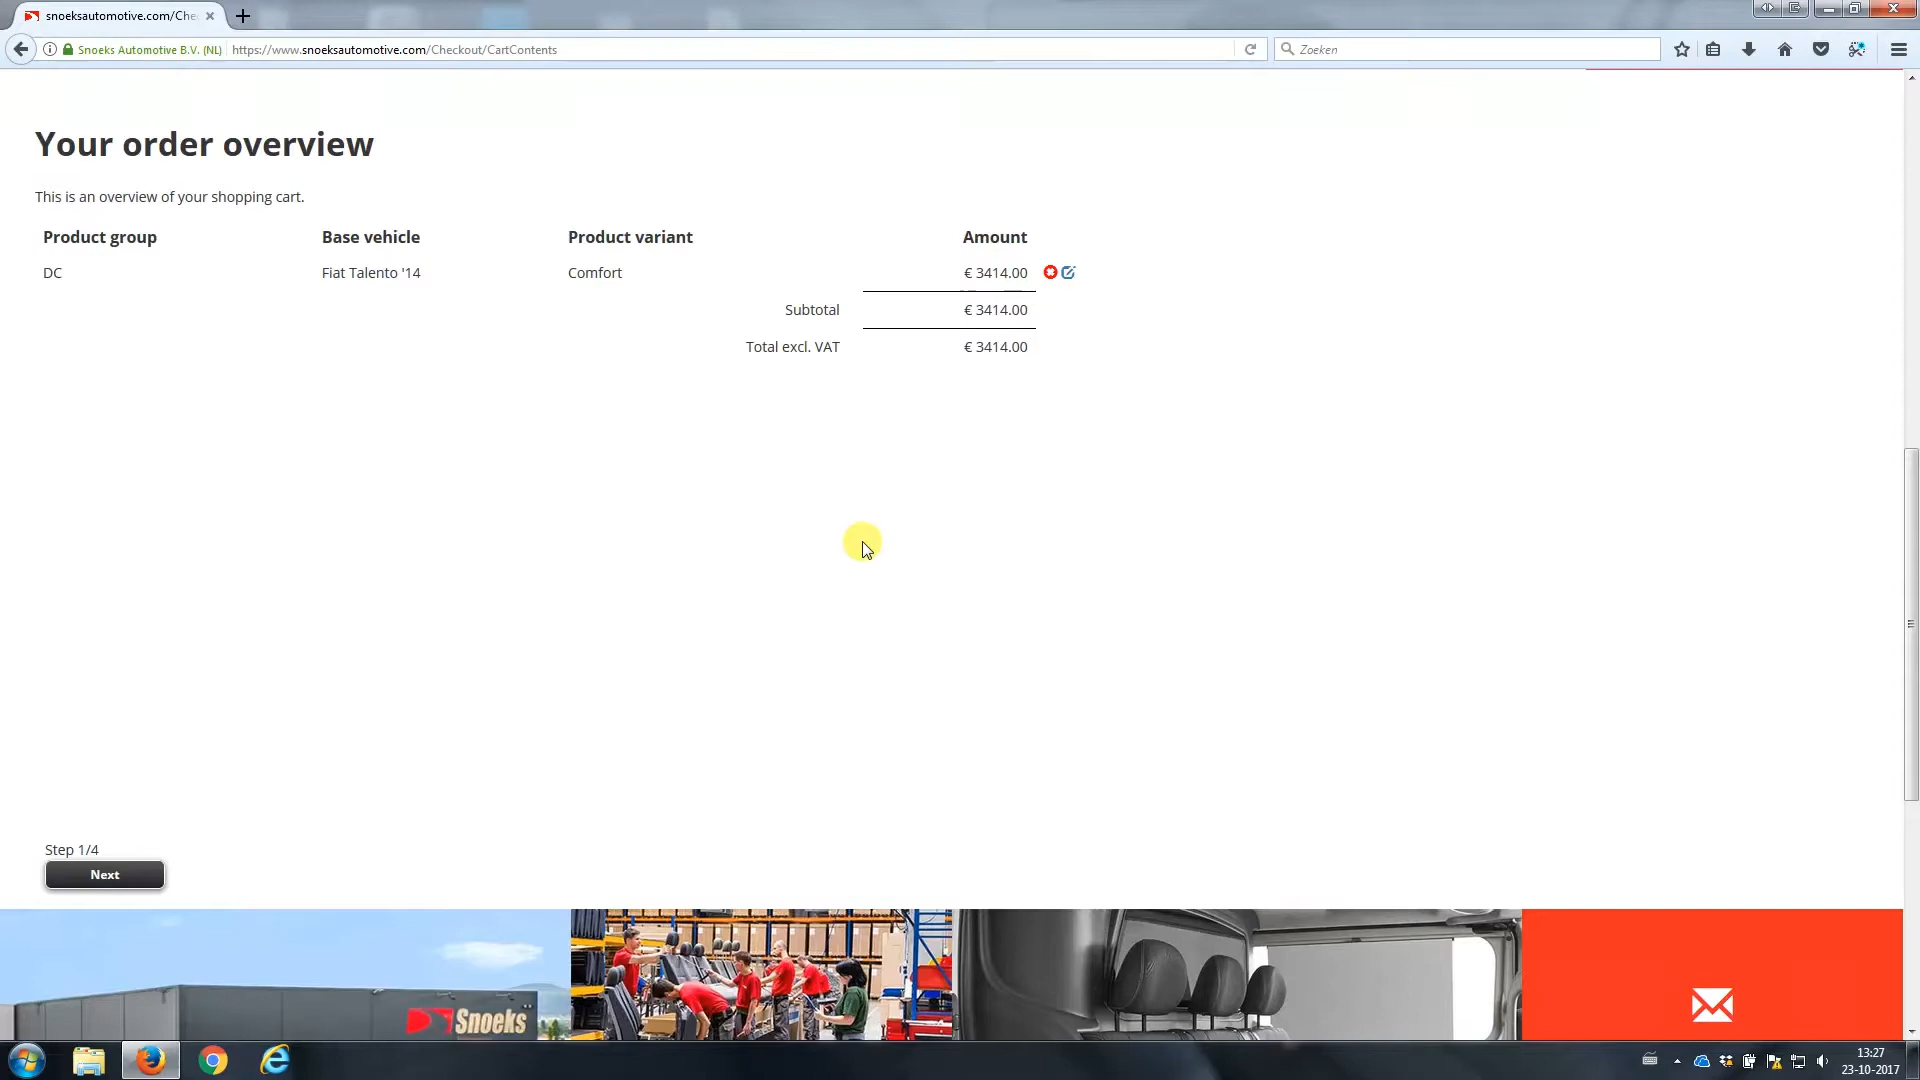 snoeksautomotive.com/Che
Snoeks Automotive B.V. (NL)
https://www.snoeksautomotive.com/Checkout/CartContents
Zoeken
Your order overview
This is an overview of your shopping cart.
Product group Base vehicle Product variant Amount
DC Fiat Talento '14 Comfort € 3414.00
Subtotal € 3414.00
Total excl. VAT € 3414.00
Step 1/4
Next
Snoeks
13:27
23-10-2017